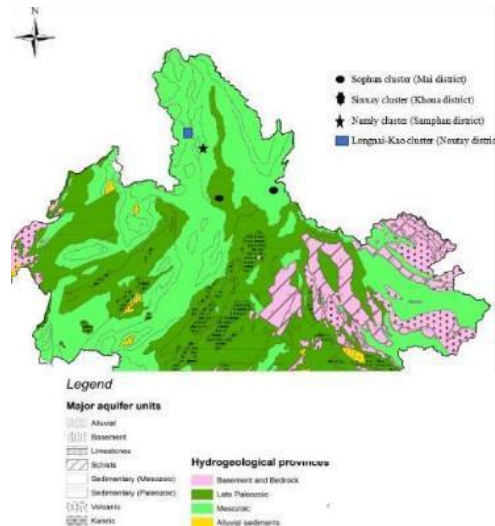 N
Sophun cluster (Mai district)
Sinxay cluster (Khoua district)
Namly cluster (Samphan district)
Longnai-Kao cluster (Noutay distric
Legend
Major aquifer units
Alluvial
Basement
Limestones
Schists
Sedimentary (Mesozoic)
Sedimentary (Paleozoic)
Volcanic
Karstic
Hydrogeological provinces
Basement and Bedrock
Late Paleozoic
Mesozoic
Alluvial sediments